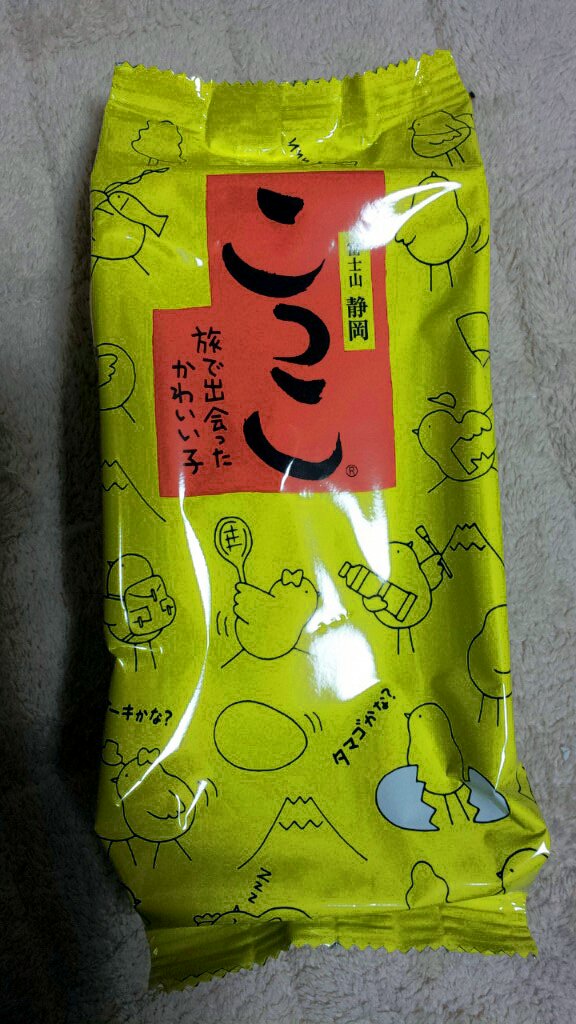 こっこ
®
富士山 静岡
旅で出会った
かわいい子
ーキかな?
タマゴかな?
ZZZ